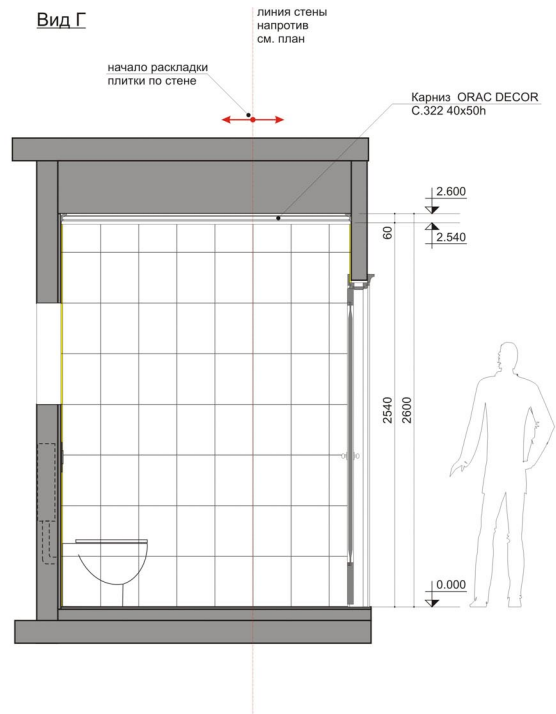 Вид Г
линия стены
напротив
см. план
начало раскладки
плитки по стене
Карниз ORAC DECOR
C.322 40x50h
2.600
60
2.540
2540
2600
0.000